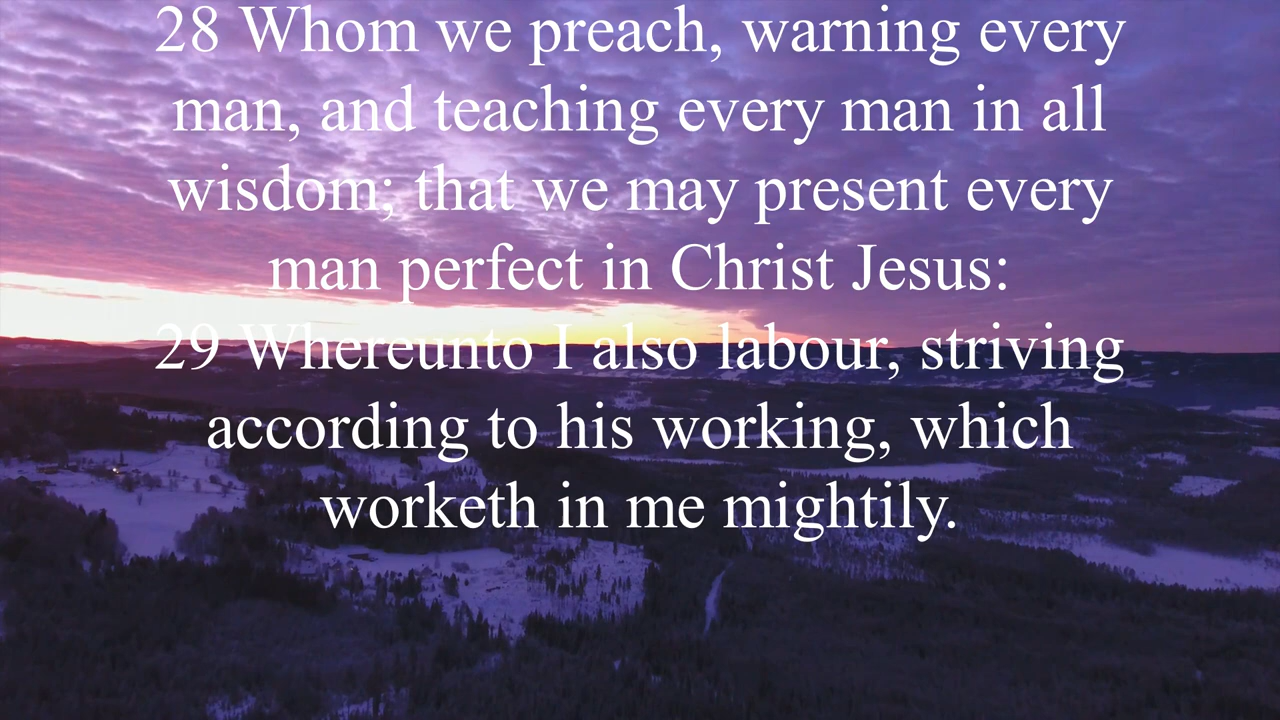 28 Whom we preach, warning every
man, and teaching every man in all
wisdom; that we may present every
man perfect in Christ Jesus:
29 Whereunto I also labour, striving
according to his working, which
worketh in me mightily.